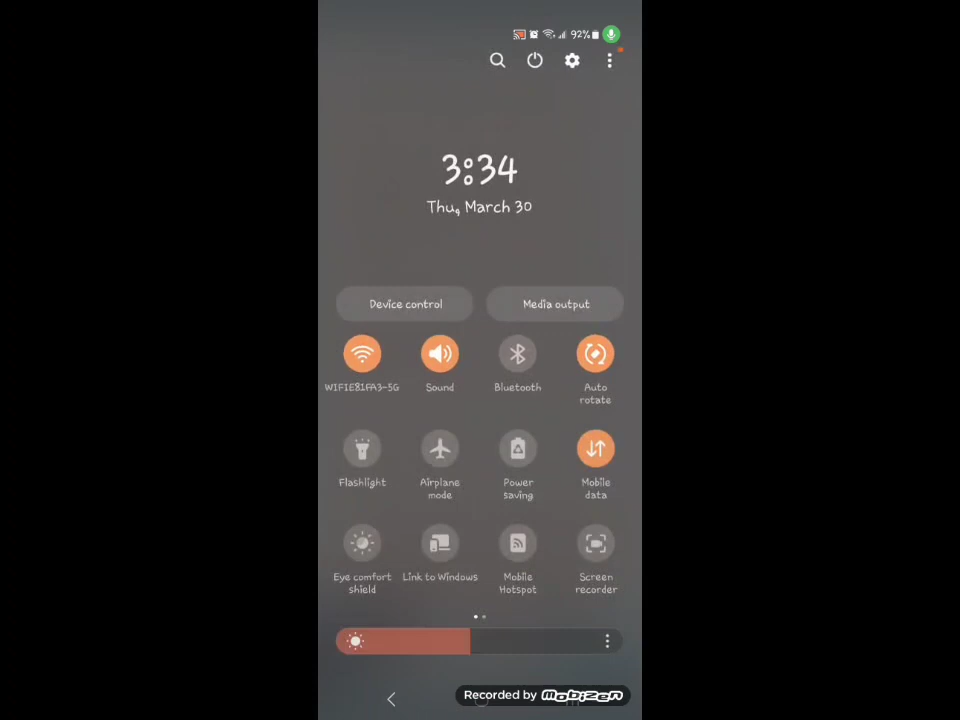 92%
3:34
Thu, March 30
Device control
Media output
WIFIE81FA3-5G
Sound
Bluetooth
Auto
rotate
Flashlight
Airplane
mode
Power
saving
Mobile
data
Eye comfort
shield
Link to Windows
Mobile
Hotspot
Screen
recorder
Recorded by Mobizen